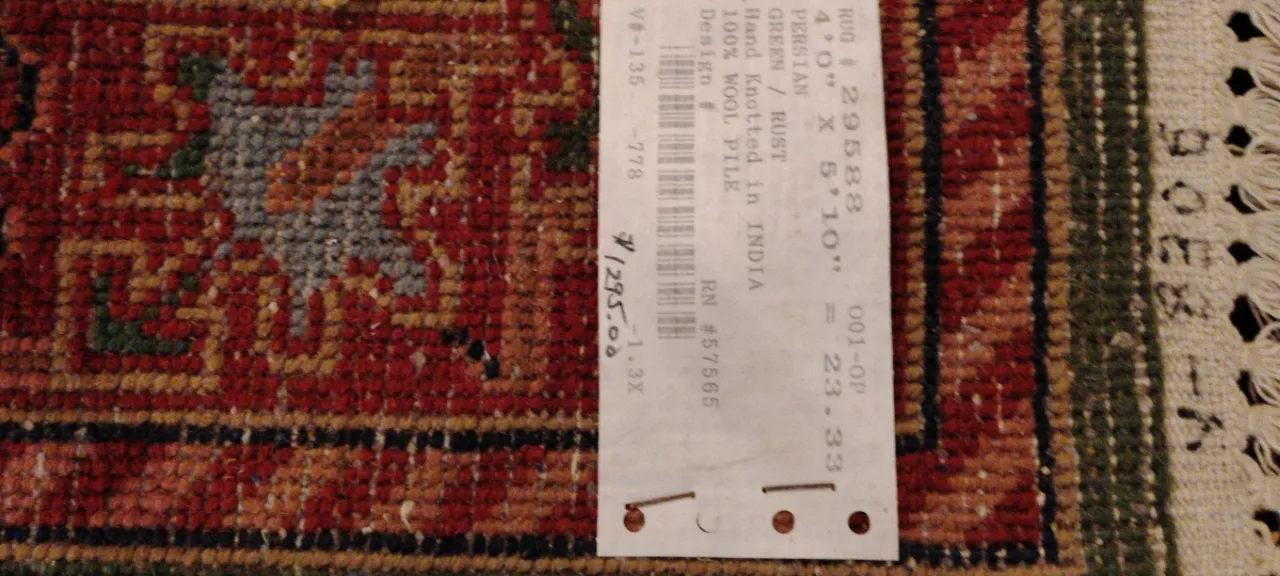 RUG # 29588 001-OP
4'0" X 5'10" = 23.33
PERSIAN
GREEN / RUST
Hand Knotted in INDIA
100% WOOL PILE
Design # RN #57565
V#-135 -778 -1.3X
1295.00